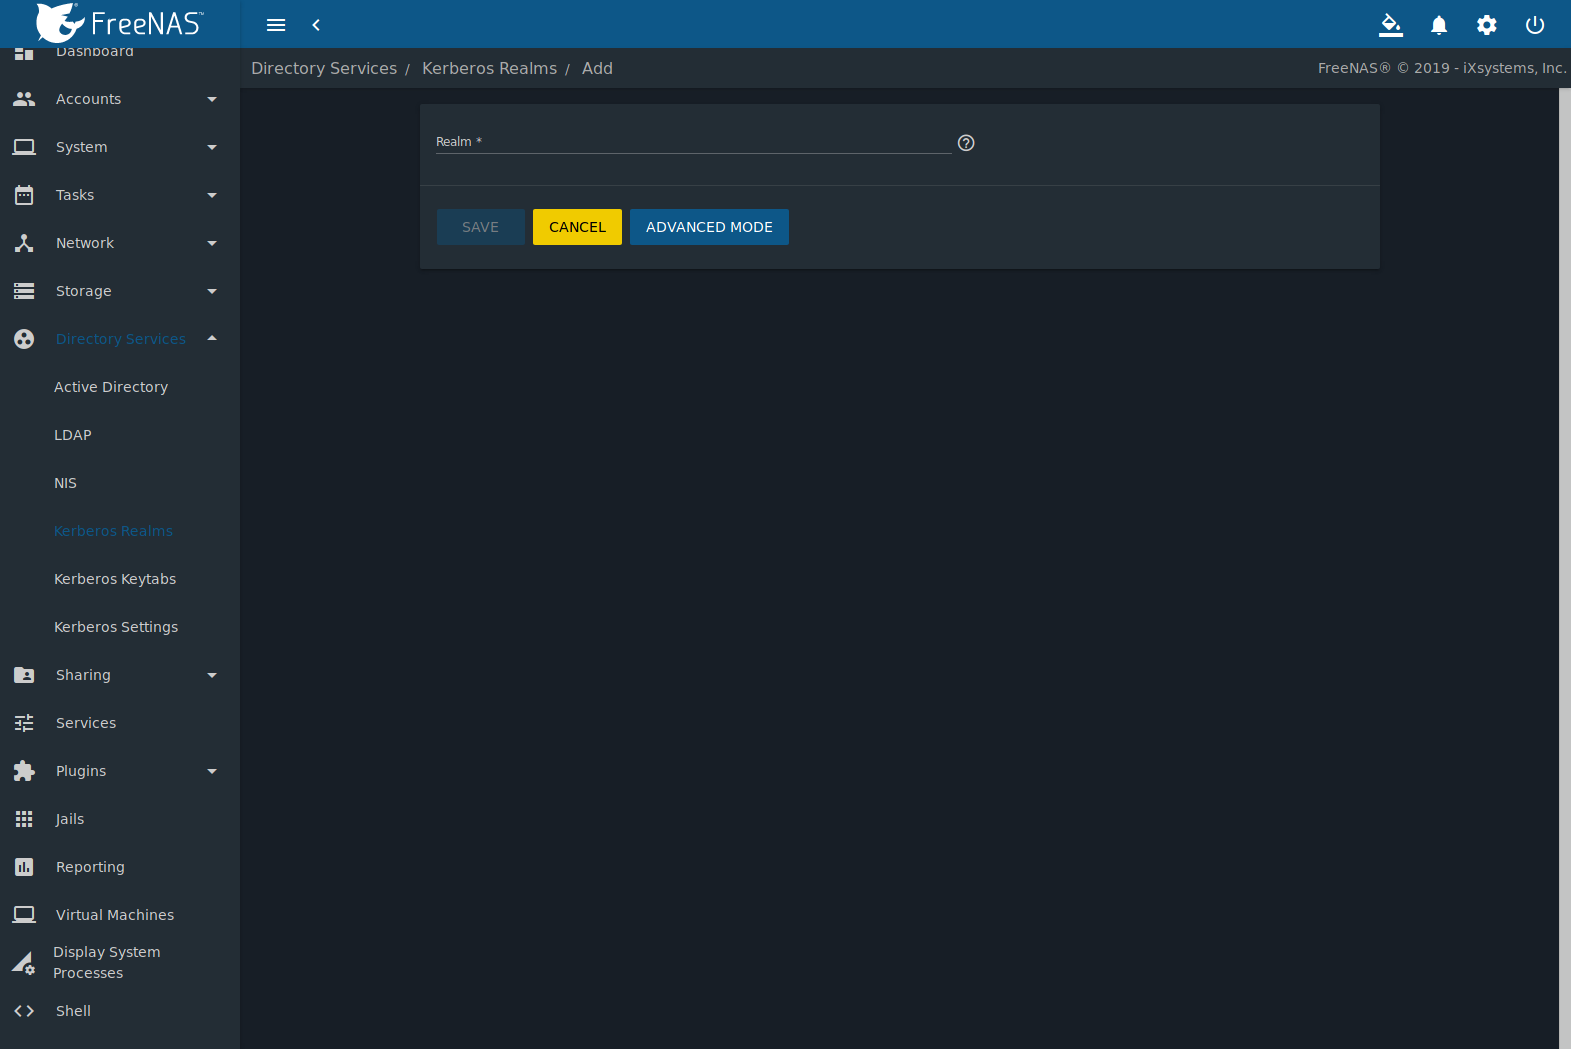 FreeNAS™
Dashboard
Accounts
System
Tasks
Network
Storage
Directory Services
Active Directory
LDAP
NIS
Kerberos Realms
Kerberos Keytabs
Kerberos Settings
Sharing
Services
Plugins
Jails
Reporting
Virtual Machines
Display System
Processes
Shell
Directory Services / Kerberos Realms / Add
FreeNAS® © 2019 - iXsystems, Inc.
Realm *
SAVE CANCEL ADVANCED MODE